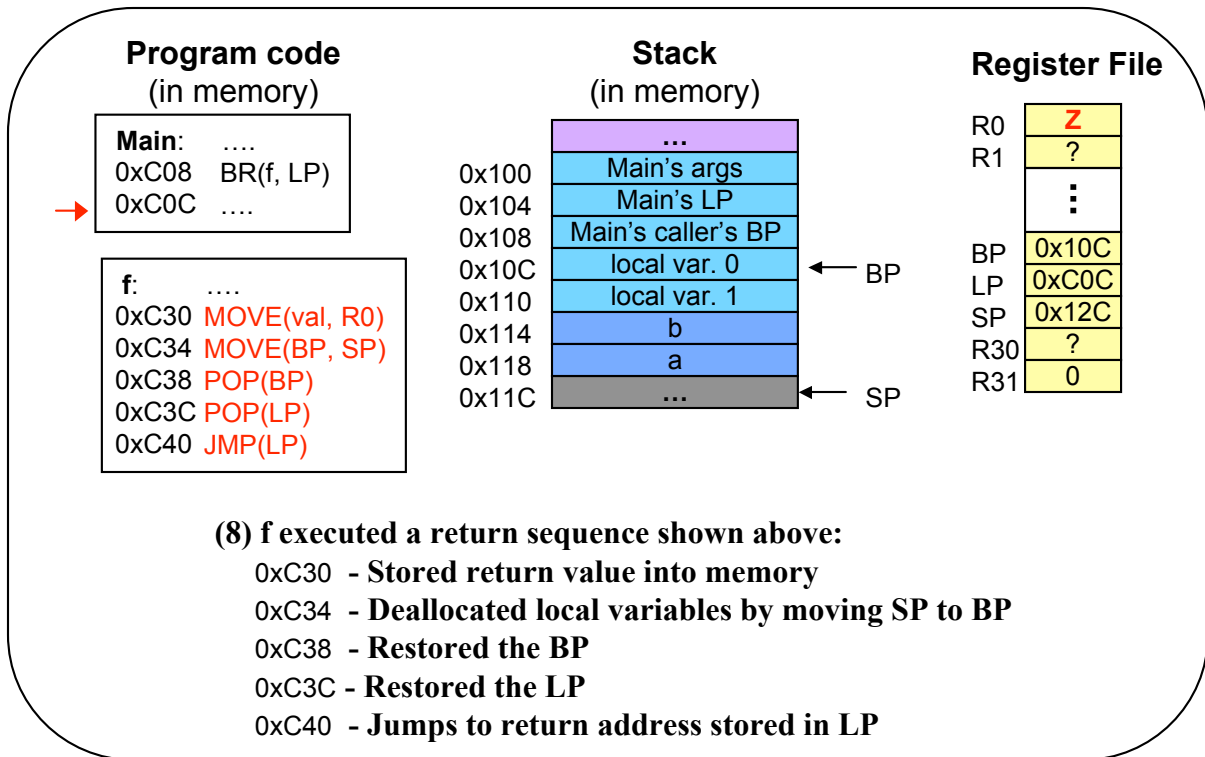 Program code
(in memory)
Main: ....
0xC08 BR(f, LP)
0xC0C ....
f: ....
0xC30 MOVE(val, R0)
0xC34 MOVE(BP, SP)
0xC38 POP(BP)
0xC3C POP(LP)
0xC40 JMP(LP)
Stack
(in memory)
...
0x100 Main's args
0x104 Main's LP
0x108 Main's caller's BP
0x10C local var. 0 BP
0x110 local var. 1
0x114 b
0x118 a
0x11C ... SP
Register File
R0 Z
R1 ?
⋮
BP 0x10C
LP 0xC0C
SP 0x12C
R30 ?
R31 0
(8) f executed a return sequence shown above:
0xC30 - Stored return value into memory
0xC34 - Deallocated local variables by moving SP to BP
0xC38 - Restored the BP
0xC3C - Restored the LP
0xC40 - Jumps to return address stored in LP